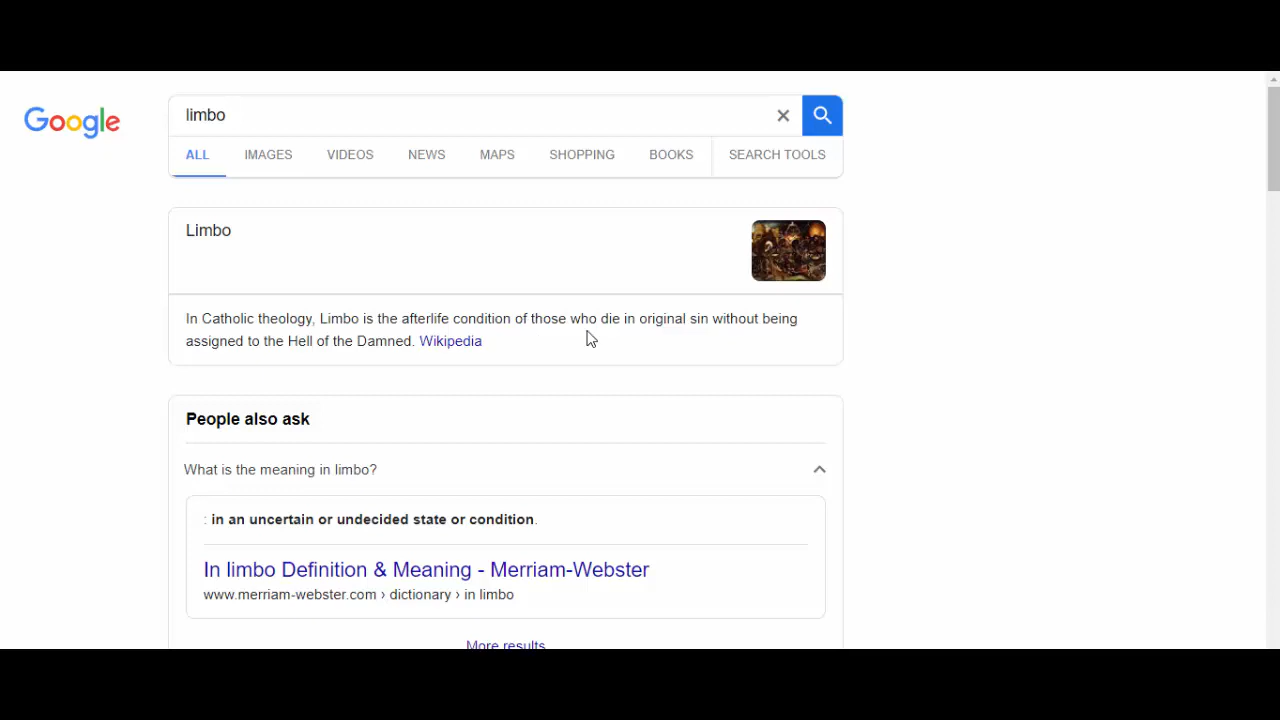 Google
limbo
ALL IMAGES VIDEOS NEWS MAPS SHOPPING BOOKS SEARCH TOOLS
Limbo
In Catholic theology, Limbo is the afterlife condition of those who die in original sin without being
assigned to the Hell of the Damned. Wikipedia
People also ask
What is the meaning in limbo?
: in an uncertain or undecided state or condition.
In limbo Definition & Meaning - Merriam-Webster
www.merriam-webster.com › dictionary › in limbo
More results